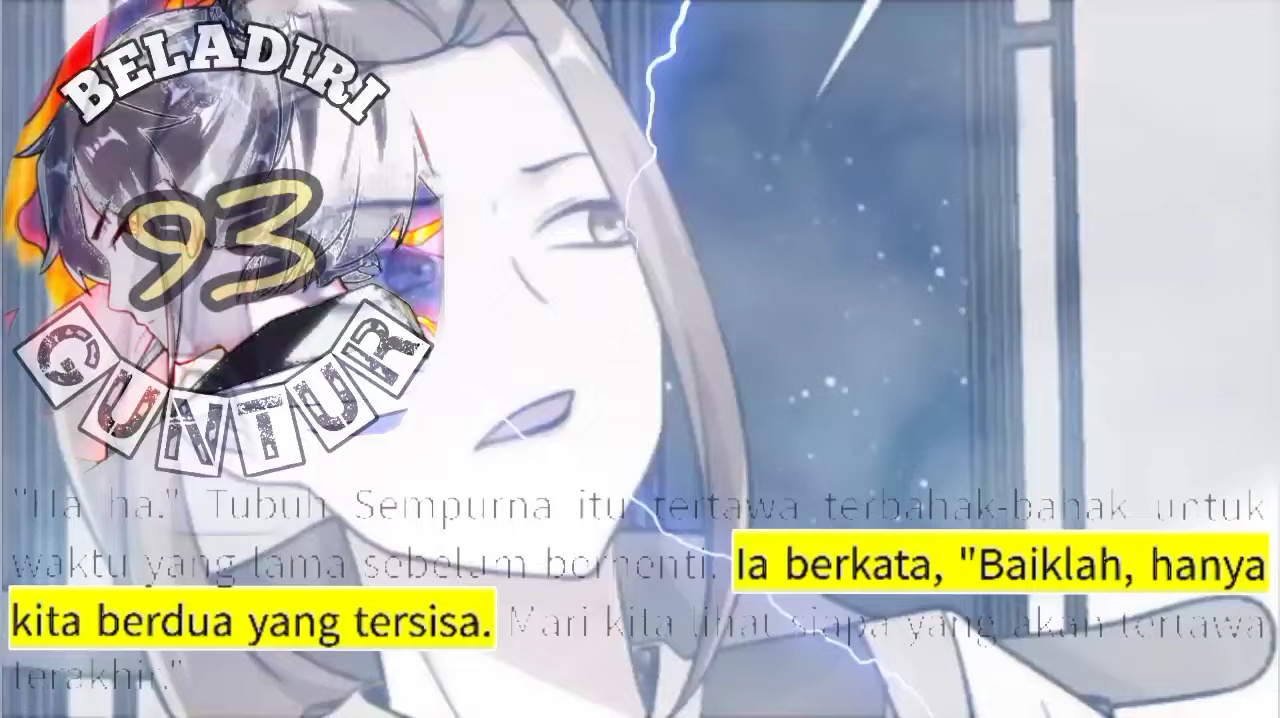 BELADIRI
93
GUNTUR
"Ha ha." Tubuh Sempurna itu tertawa terbahak-bahak untuk
waktu yang lama sebelum berhenti. Ia berkata, "Baiklah, hanya
kita berdua yang tersisa. Mari kita lihat siapa yang akan tertawa
terakhir."